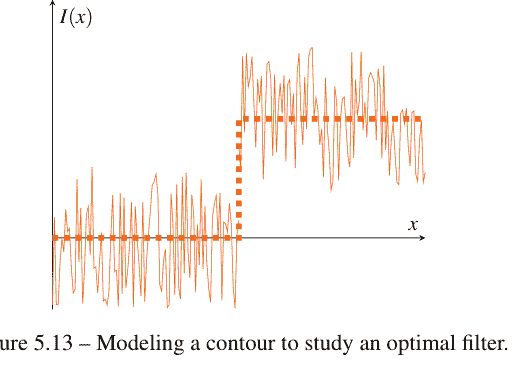 I(x)
x
ure 5.13 – Modeling a contour to study an optimal filter.